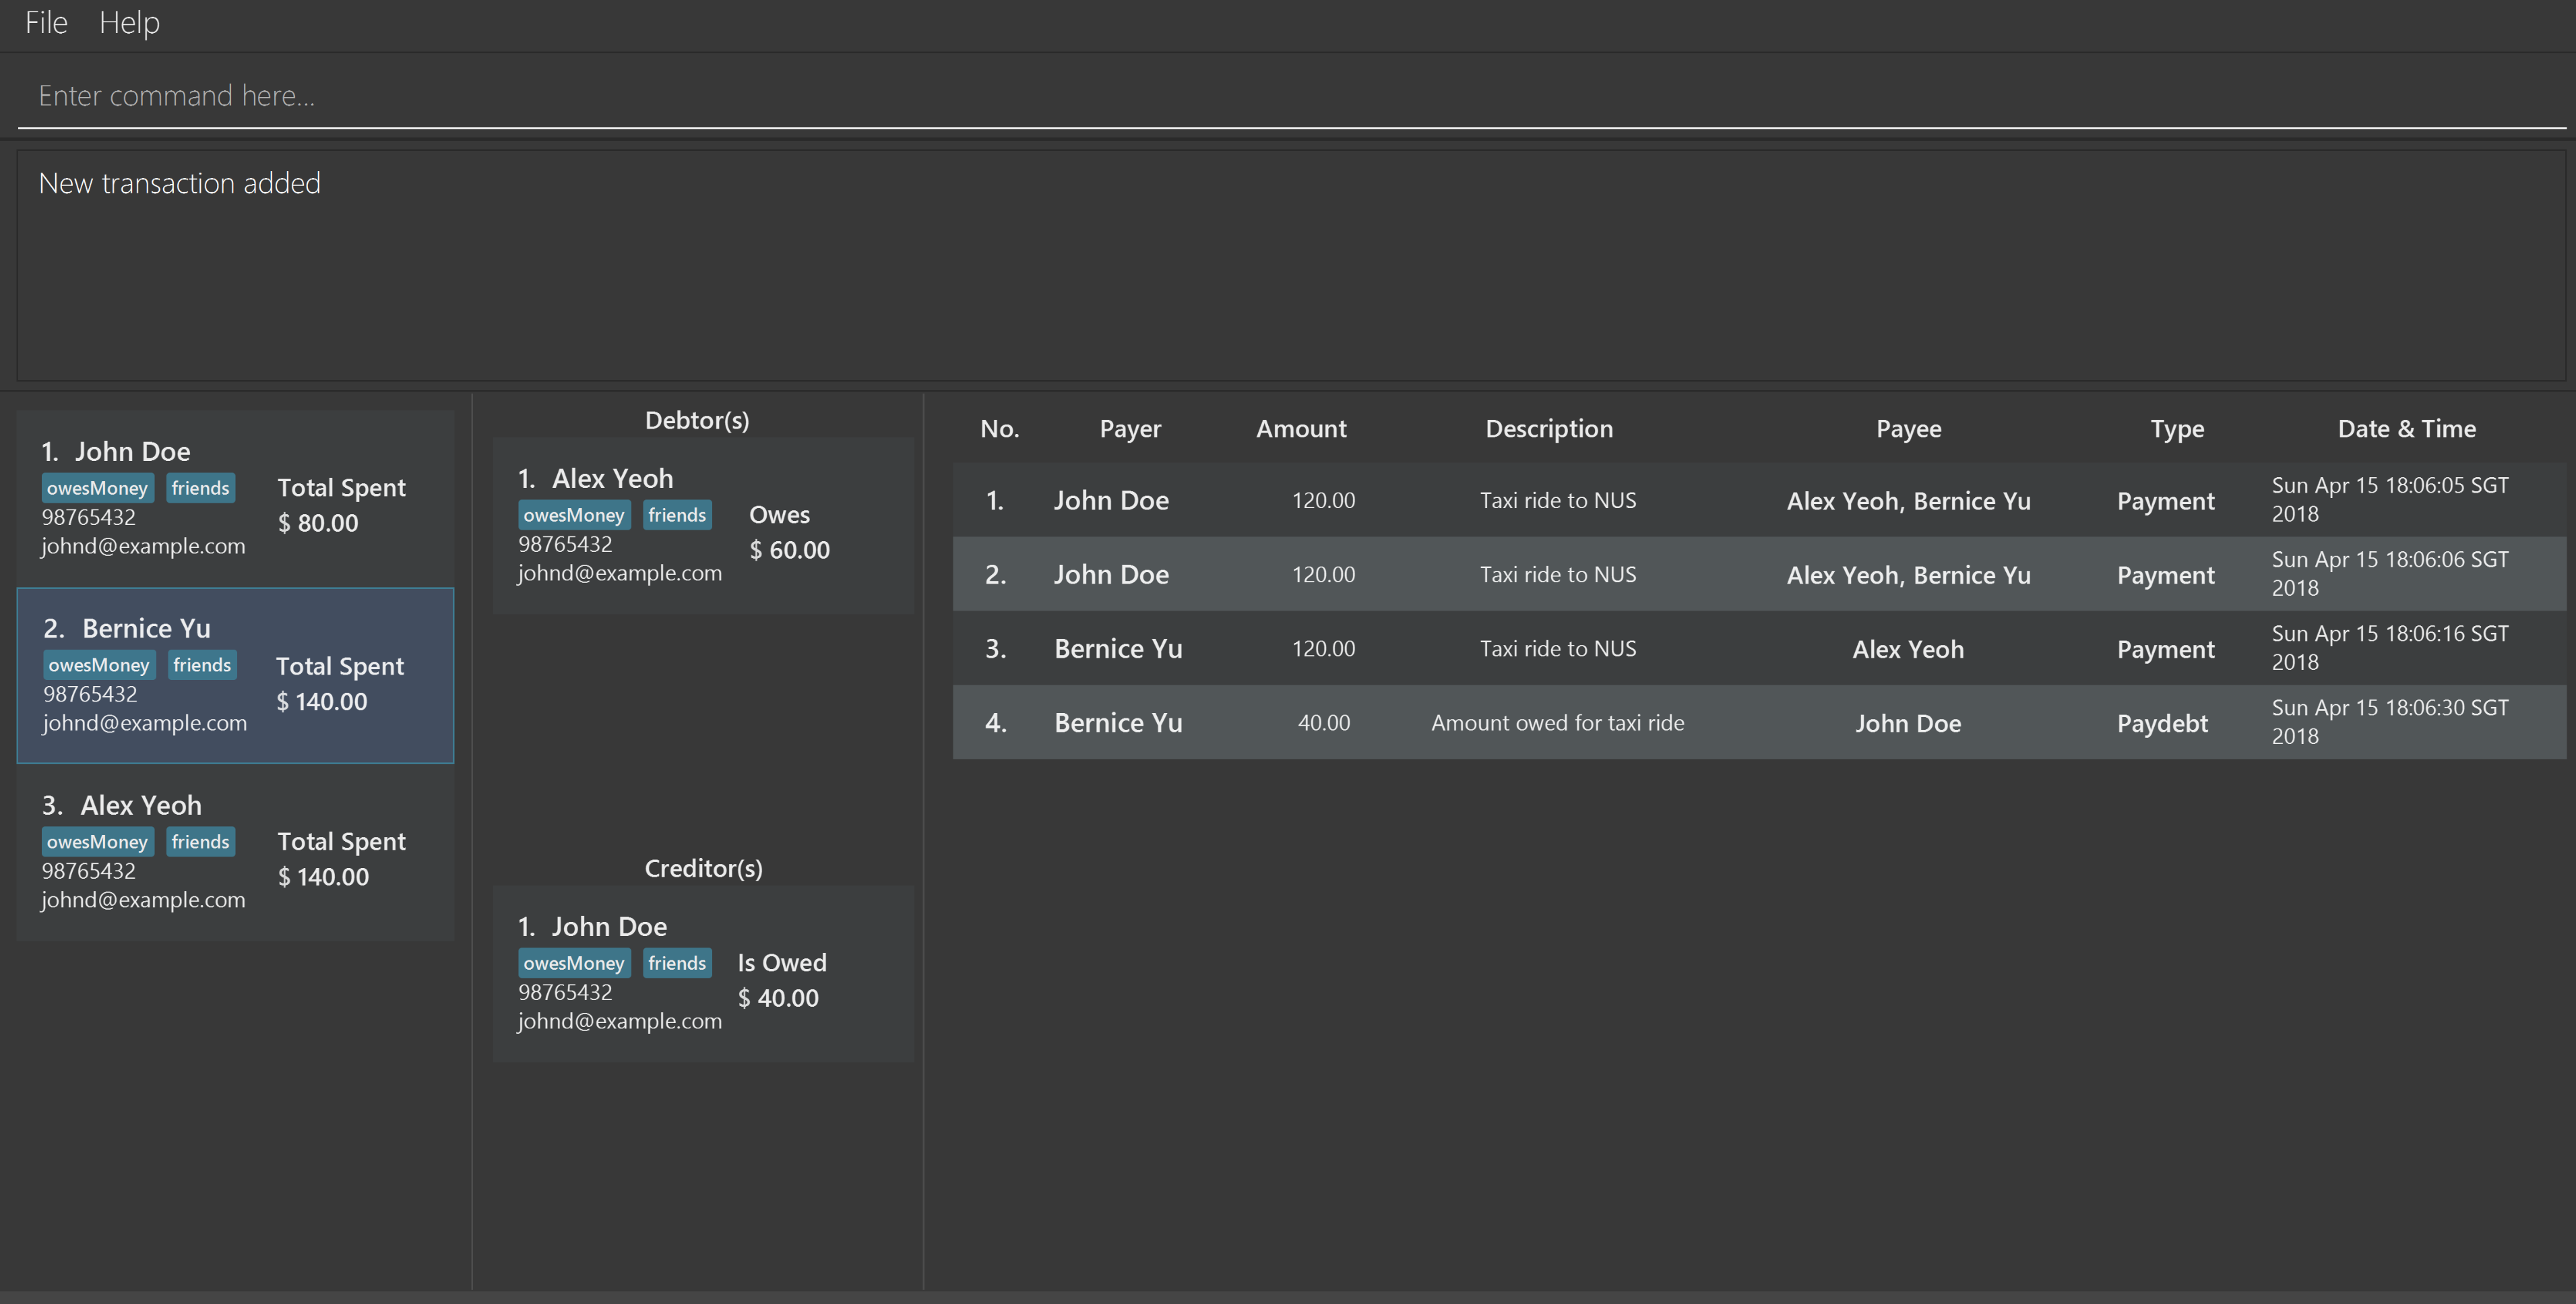 File Help
Enter command here...
New transaction added
1. John Doe
owesMoney friends
98765432
johnd@example.com
Total Spent
$ 80.00
2. Bernice Yu
owesMoney friends
98765432
johnd@example.com
Total Spent
$ 140.00
3. Alex Yeoh
owesMoney friends
98765432
johnd@example.com
Total Spent
$ 140.00
Debtor(s)
1. Alex Yeoh
owesMoney friends
98765432
johnd@example.com
Owes
$ 60.00
Creditor(s)
1. John Doe
owesMoney friends
98765432
johnd@example.com
Is Owed
$ 40.00
No. Payer Amount Description Payee Type Date & Time
1. John Doe 120.00 Taxi ride to NUS Alex Yeoh, Bernice Yu Payment Sun Apr 15 18:06:05 SGT
2018
2. John Doe 120.00 Taxi ride to NUS Alex Yeoh, Bernice Yu Payment Sun Apr 15 18:06:06 SGT
2018
3. Bernice Yu 120.00 Taxi ride to NUS Alex Yeoh Payment Sun Apr 15 18:06:16 SGT
2018
4. Bernice Yu 40.00 Amount owed for taxi ride John Doe Paydebt Sun Apr 15 18:06:30 SGT
2018